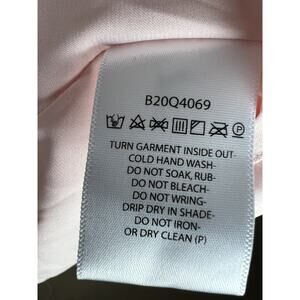 B20Q4069
TURN GARMENT INSIDE OUT-
COLD HAND WASH-
DO NOT SOAK, RUB-
DO NOT BLEACH-
DO NOT WRING-
DRIP DRY IN SHADE-
DO NOT IRON-
OR DRY CLEAN (P)